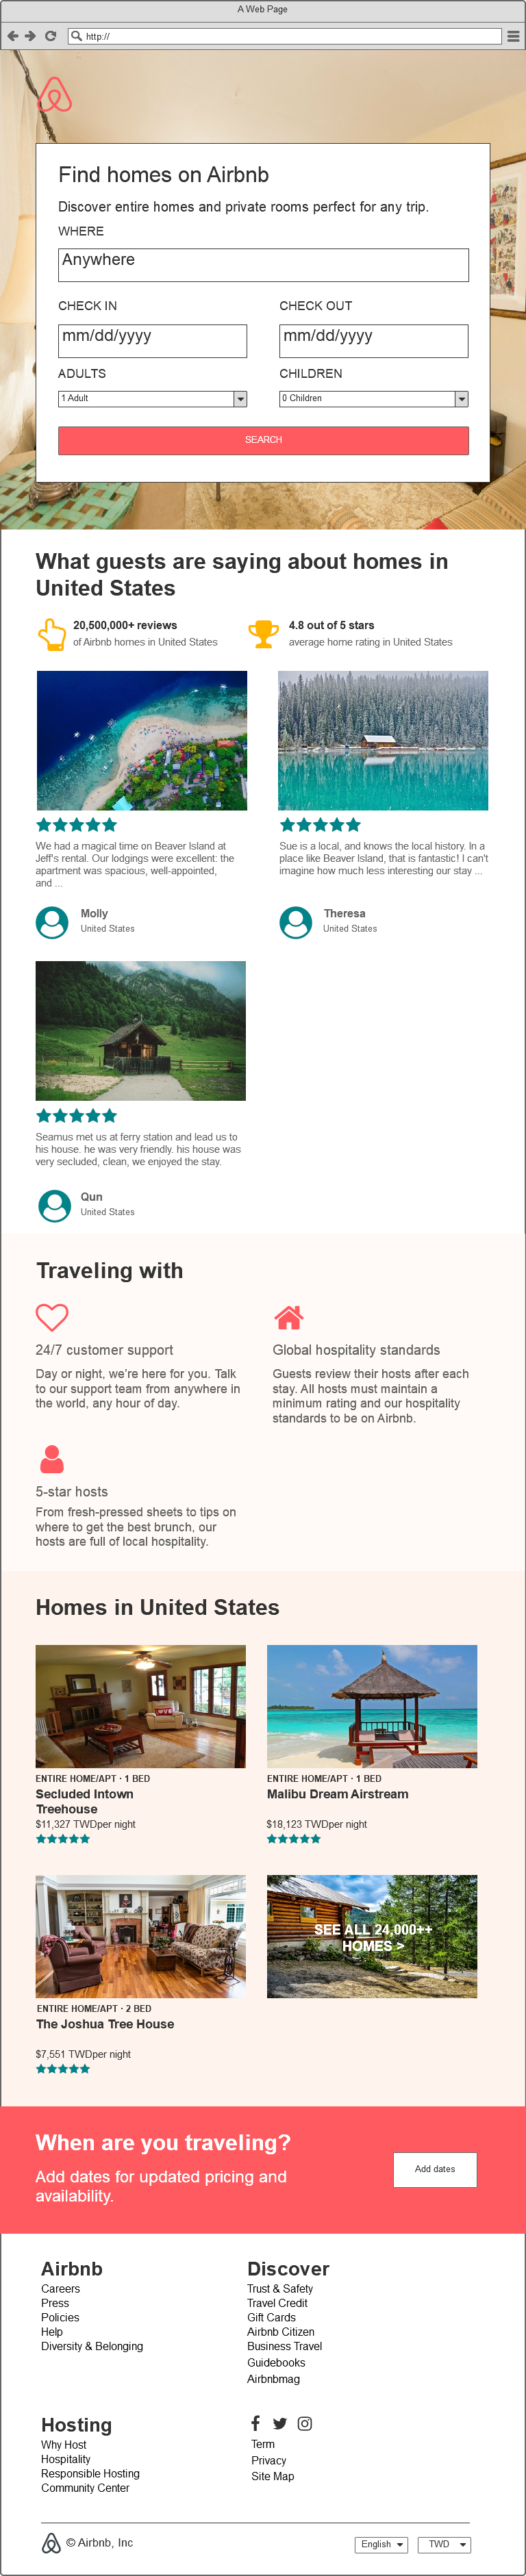 A Web Page
http://
Find homes on Airbnb
Discover entire homes and private rooms perfect for any trip.
WHERE
Anywhere
CHECK IN
CHECK OUT
mm/dd/yyyy
mm/dd/yyyy
ADULTS
CHILDREN
1 Adult
0 Children
SEARCH
What guests are saying about homes in
United States
20,500,000+ reviews
of Airbnb homes in United States
4.8 out of 5 stars
average home rating in United States
We had a magical time on Beaver Island at
Jeff's rental. Our lodgings were excellent: the
apartment was spacious, well-appointed,
and ...
Molly
United States
Sue is a local, and knows the local history. In a
place like Beaver Island, that is fantastic! I can't
imagine how much less interesting our stay ...
Theresa
United States
Seamus met us at ferry station and lead us to
his house. he was very friendly. his house was
very secluded, clean, we enjoyed the stay.
Qun
United States
Traveling with
24/7 customer support
Day or night, we're here for you. Talk
to our support team from anywhere in
the world, any hour of day.
Global hospitality standards
Guests review their hosts after each
stay. All hosts must maintain a
minimum rating and our hospitality
standards to be on Airbnb.
5-star hosts
From fresh-pressed sheets to tips on
where to get the best brunch, our
hosts are full of local hospitality.
Homes in United States
ENTIRE HOME/APT · 1 BED
Secluded Intown
Treehouse
$11,327 TWDper night
ENTIRE HOME/APT · 1 BED
Malibu Dream Airstream
$18,123 TWDper night
ENTIRE HOME/APT · 2 BED
The Joshua Tree House
$7,551 TWDper night
SEE ALL 24,000++
HOMES >
When are you traveling?
Add dates for updated pricing and
availability.
Add dates
Airbnb
Careers
Press
Policies
Help
Diversity & Belonging
Discover
Trust & Safety
Travel Credit
Gift Cards
Airbnb Citizen
Business Travel
Guidebooks
Airbnbmag
Hosting
Why Host
Hospitality
Responsible Hosting
Community Center
Term
Privacy
Site Map
© Airbnb, Inc
English
TWD